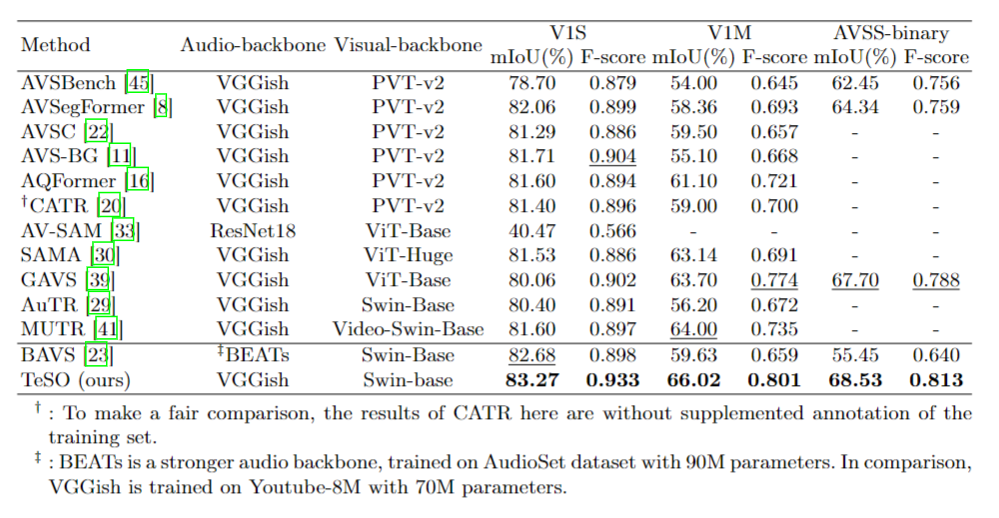 Method Audio-backbone Visual-backbone V1S V1M AVSS-binary
mIoU(%) F-score mIoU(%) F-score mIoU(%) F-score
AVSBench [45] VGGish PVT-v2 78.70 0.879 54.00 0.645 62.45 0.756
AVSegFormer [8] VGGish PVT-v2 82.06 0.899 58.36 0.693 64.34 0.759
AVSC [22] VGGish PVT-v2 81.29 0.886 59.50 0.657 - -
AVS-BG [11] VGGish PVT-v2 81.71 0.904 55.10 0.668 - -
AQFormer [16] VGGish PVT-v2 81.60 0.894 61.10 0.721 - -
†CATR [20] VGGish PVT-v2 81.40 0.896 59.00 0.700 - -
AV-SAM [33] ResNet18 ViT-Base 40.47 0.566 - - - -
SAMA [30] VGGish ViT-Huge 81.53 0.886 63.14 0.691 - -
GAVS [39] VGGish ViT-Base 80.06 0.902 63.70 0.774 67.70 0.788
AuTR [29] VGGish Swin-Base 80.40 0.891 56.20 0.672 - -
MUTR [41] VGGish Video-Swin-Base 81.60 0.897 64.00 0.735 - -
BAVS [23] ‡BEATs Swin-Base 82.68 0.898 59.63 0.659 55.45 0.640
TeSO (ours) VGGish Swin-base 83.27 0.933 66.02 0.801 68.53 0.813
† : To make a fair comparison, the results of CATR here are without supplemented annotation of the
training set.
‡ : BEATs is a stronger audio backbone, trained on AudioSet dataset with 90M parameters. In comparison,
VGGish is trained on Youtube-8M with 70M parameters.